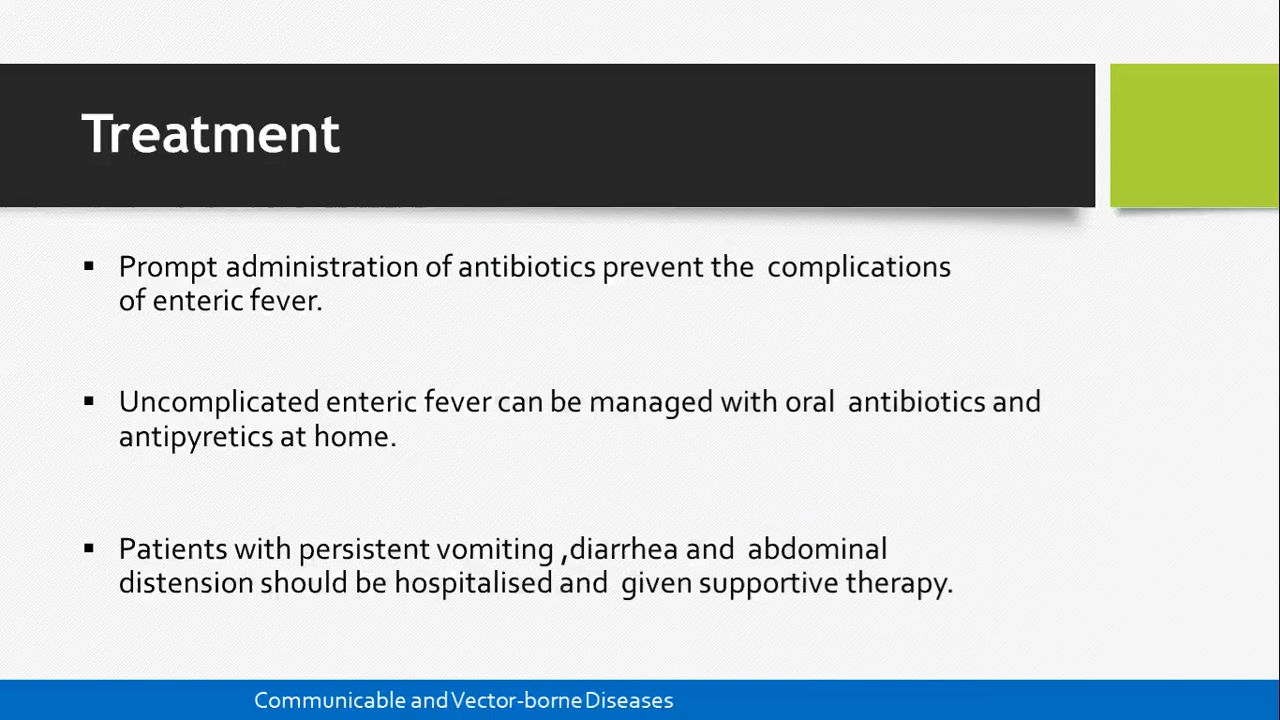 Treatment
▪ Prompt administration of antibiotics prevent the complications
of enteric fever.
▪ Uncomplicated enteric fever can be managed with oral antibiotics and
antipyretics at home.
▪ Patients with persistent vomiting ,diarrhea and abdominal
distension should be hospitalised and given supportive therapy.
Communicable and Vector-borne Diseases